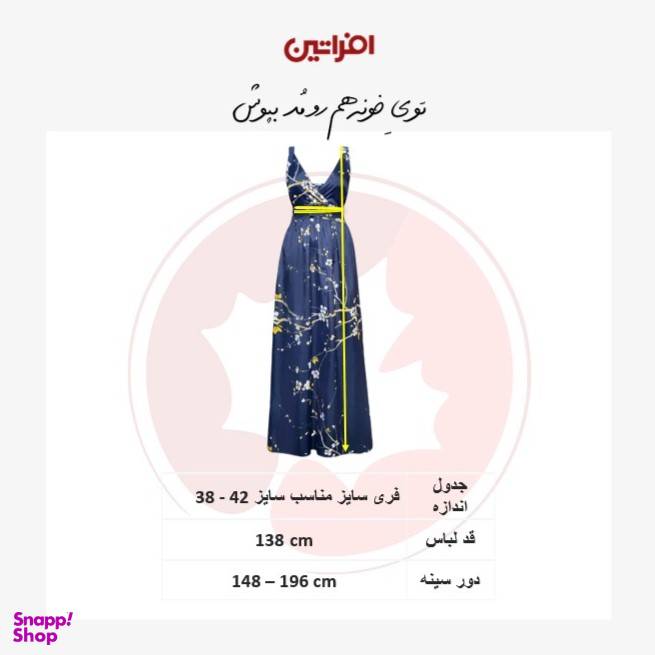 افراتین
تویِ خونه هم رو مُد بپوش
جدول اندازه
فری سایز مناسب سایز 42 - 38
قد لباس
138 cm
دور سینه
148 – 196 cm
Snapp!
Shop